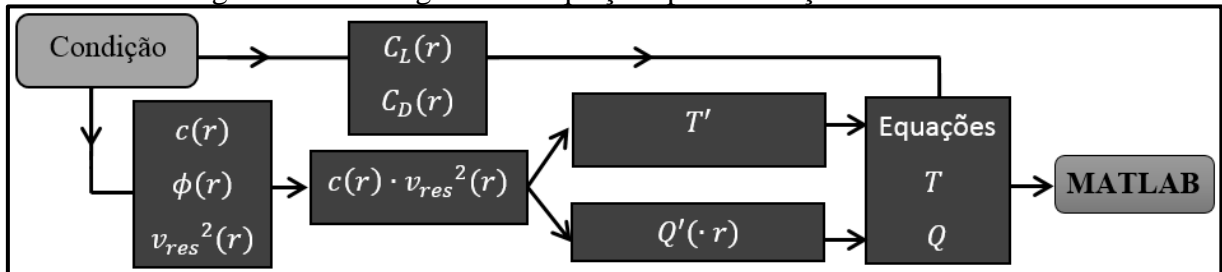 Condição
C_L(r)
C_D(r)
c(r)
ϕ(r)
v_res²(r)
c(r) · v_res²(r)
T′
Q′(· r)
Equações
T
Q
MATLAB